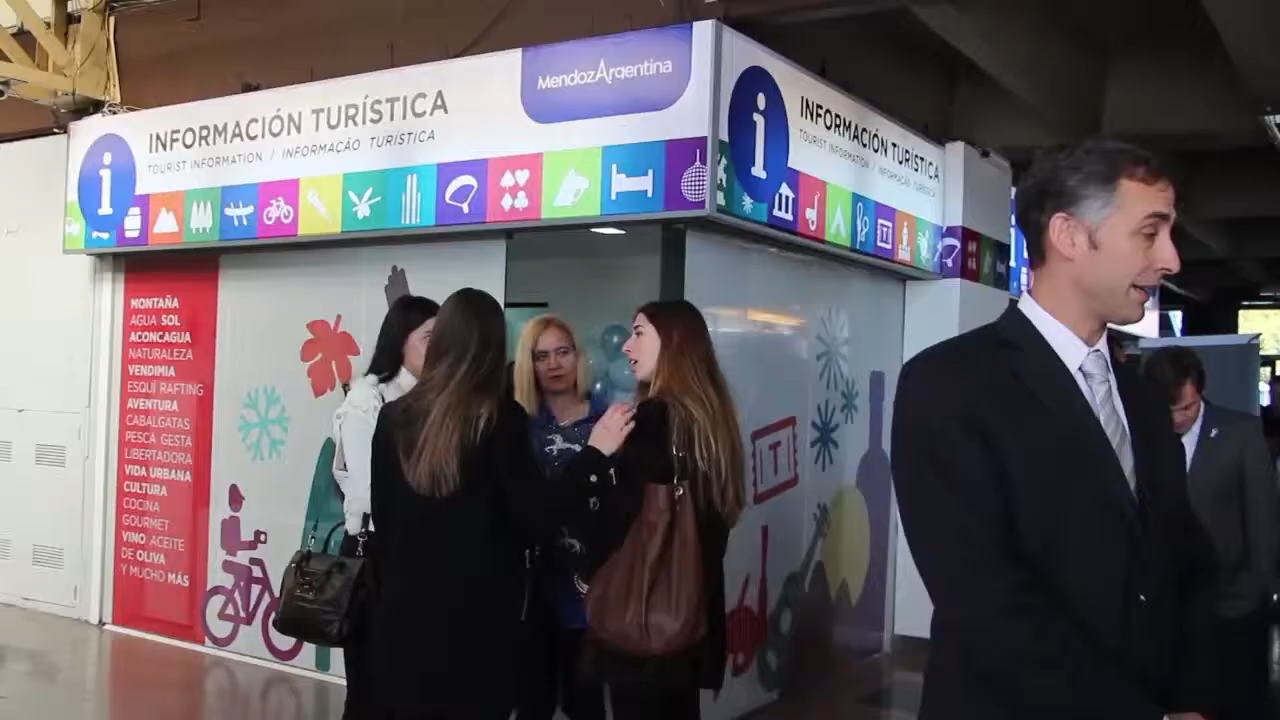 INFORMACIÓN TURÍSTICA
TOURIST INFORMATION / INFORMAÇÃO TURÍSTICA
MendozArgentina
i
i
INFORMACIÓN TURÍSTICA
TOURIST INFORMATION / INFORMAÇÃO TURÍSTICA
MONTAÑA
AGUA SOL
ACONCAGUA
NATURALEZA
VENDIMIA
ESQUÍ RAFTING
AVENTURA
CABALGATAS
PESCA GESTA
LIBERTADORA
VIDA URBANA
CULTURA
COCINA
GOURMET
VINO ACEITE
DE OLIVA
Y MUCHO MÁS